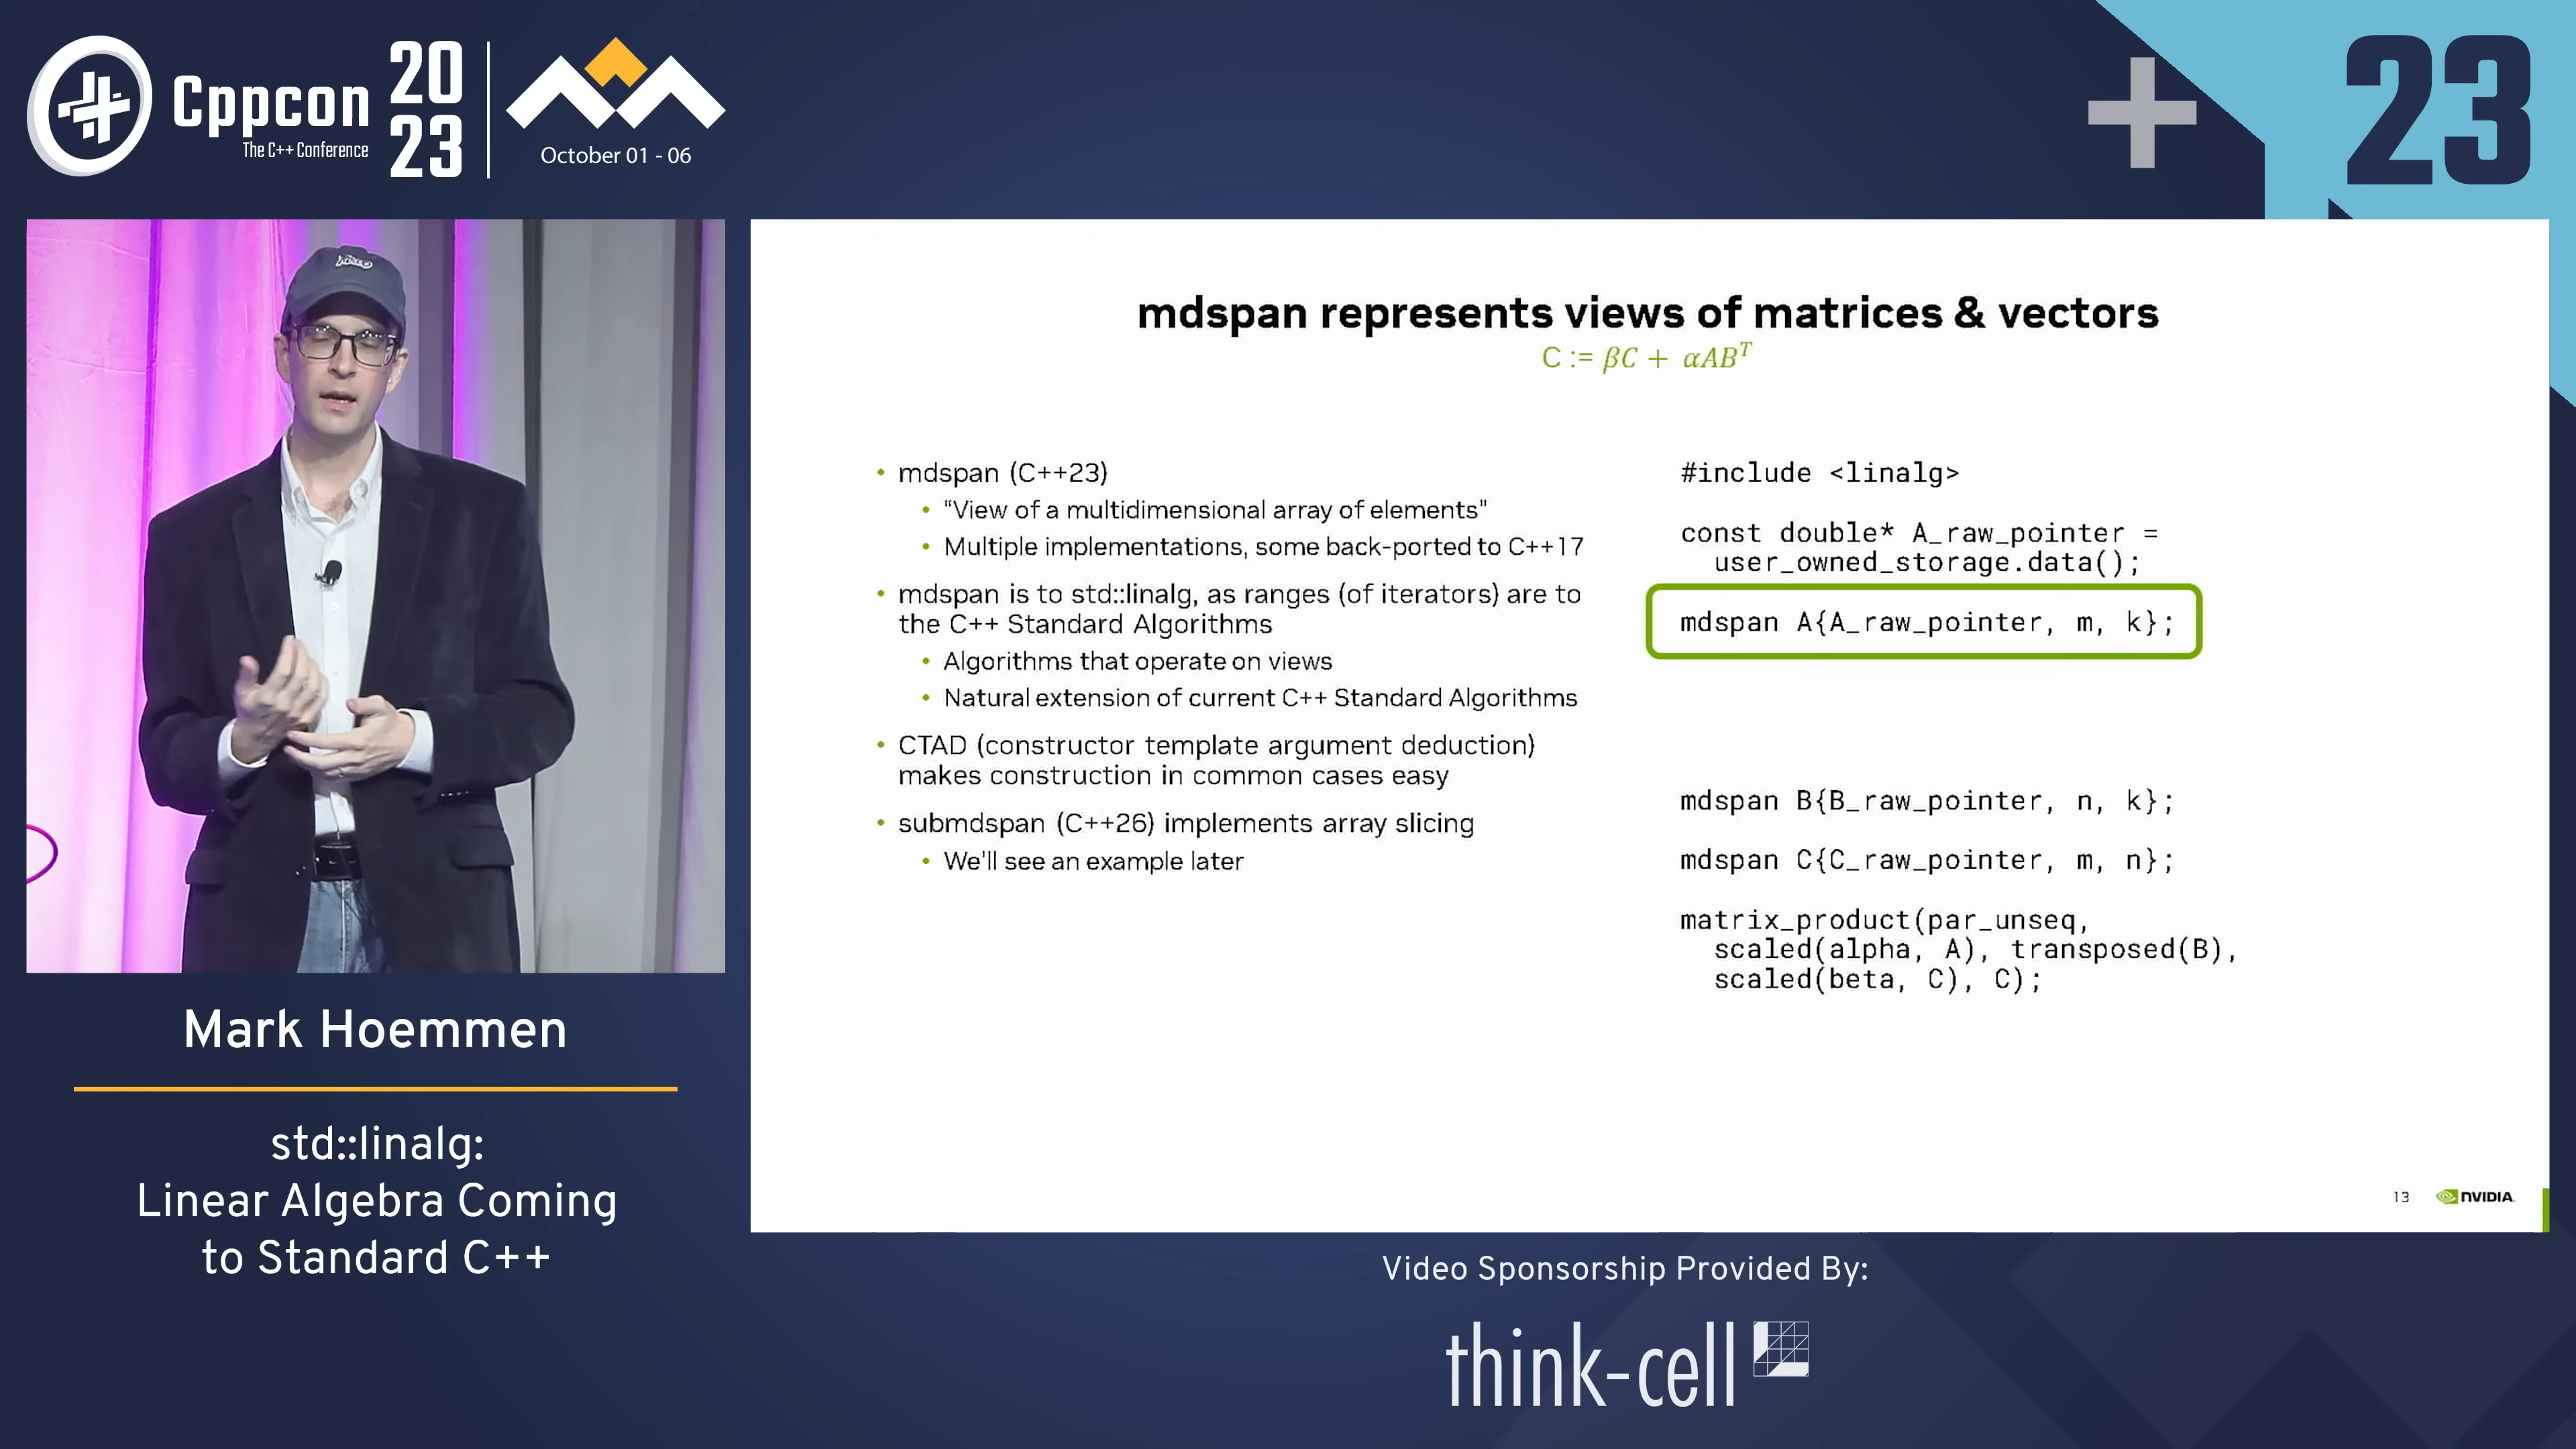 Cppcon
The C++ Conference
20
23
October 01 - 06
+ 23
mdspan represents views of matrices & vectors
C := βC + αABᵀ
• mdspan (C++23)
• “View of a multidimensional array of elements”
• Multiple implementations, some back-ported to C++17
• mdspan is to std::linalg, as ranges (of iterators) are to
the C++ Standard Algorithms
• Algorithms that operate on views
• Natural extension of current C++ Standard Algorithms
• CTAD (constructor template argument deduction)
makes construction in common cases easy
• submdspan (C++26) implements array slicing
• We’ll see an example later
#include <linalg>
const double* A_raw_pointer =
user_owned_storage.data();
mdspan A{A_raw_pointer, m, k};
mdspan B{B_raw_pointer, n, k};
mdspan C{C_raw_pointer, m, n};
matrix_product(par_unseq,
scaled(alpha, A), transposed(B),
scaled(beta, C), C);
13
NVIDIA.
Mark Hoemmen
std::linalg:
Linear Algebra Coming
to Standard C++
Video Sponsorship Provided By:
think-cell